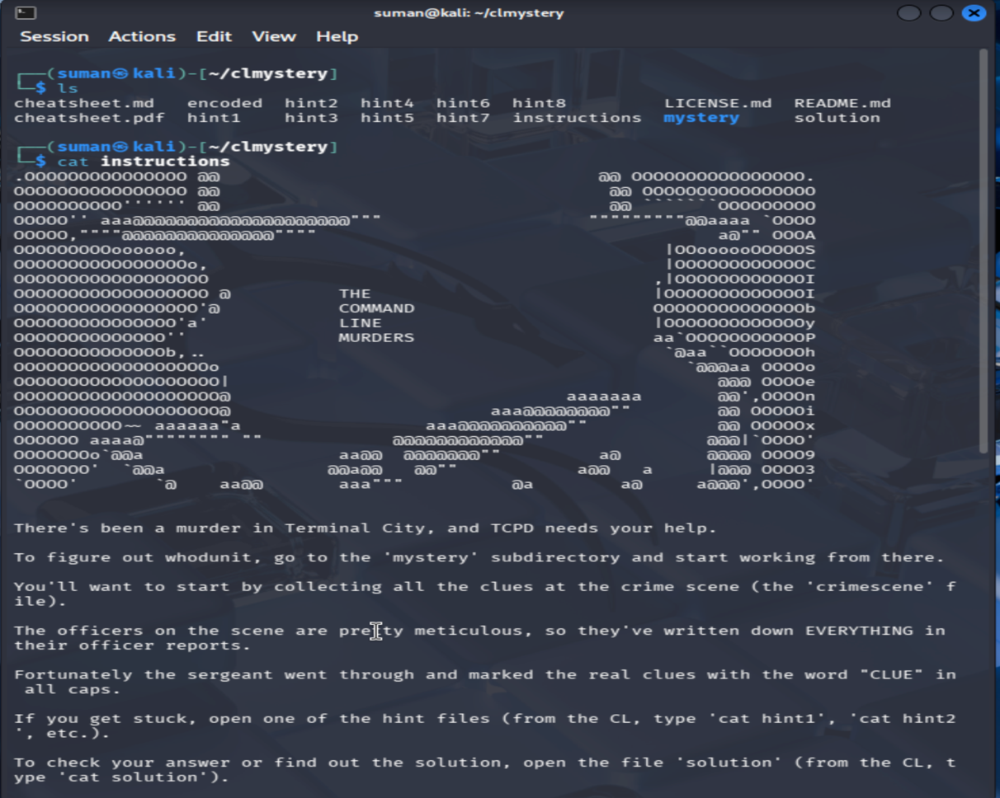 suman@kali: ~/clmystery
Session Actions Edit View Help
┌──(suman㉿kali)-[~/clmystery]
└─$ ls
cheatsheet.md   encoded  hint2  hint4  hint6  hint8         LICENSE.md  README.md
cheatsheet.pdf  hint1    hint3  hint5  hint7  instructions  mystery     solution
┌──(suman㉿kali)-[~/clmystery]
└─$ cat instructions
.OOOOOOOOOOOOOOO @@                                   @@ OOOOOOOOOOOOOOOO.
OOOOOOOOOOOOOOOO @@                                    @@ OOOOOOOOOOOOOOOO
OOOOOOOOOO'''''' @@                                    @@ ```````OOOOOOOOO
OOOOO'' aaa@@@@@@@@@@@@@@@@@@@@"""                   """""""""@@aaaa `OOOO
OOOOO,""""@@@@@@@@@@@@@@""""                                     a@"" OOOA
OOOOOOOOOoooooo,                                            |OOoooooOOOOOS
OOOOOOOOOOOOOOOOo,                                          |OOOOOOOOOOOOC
OOOOOOOOOOOOOOOOOO                                         ,|OOOOOOOOOOOOI
OOOOOOOOOOOOOOOOOO @          THE                          |OOOOOOOOOOOOOI
OOOOOOOOOOOOOOOOO'@           COMMAND                      OOOOOOOOOOOOOOb
OOOOOOOOOOOOOOO'a'            LINE                         |OOOOOOOOOOOOOy
OOOOOOOOOOOOOO''              MURDERS                      aa`OOOOOOOOOOOP
OOOOOOOOOOOOOOb,..                                          `@aa``OOOOOOOh
OOOOOOOOOOOOOOOOOOo                                           `@@@aa OOOOo
OOOOOOOOOOOOOOOOOOO|                                             @@@ OOOOe
OOOOOOOOOOOOOOOOOOO@                               aaaaaaa       @@',OOOOn
OOOOOOOOOOOOOOOOOOO@                        aaa@@@@@@@@""        @@ OOOOOi
OOOOOOOOOO~~ aaaaaa"a                 aaa@@@@@@@@@@""            @@ OOOOOx
OOOOOO aaaa@"""""""" ""            @@@@@@@@@@@@""               @@@|`OOOO'
OOOOOOOo`@@a                  aa@@  @@@@@@@""         a@        @@@@ OOOO9
OOOOOOO'  `@@a               @@a@@   @@""           a@@   a     |@@@ OOOO3
`OOOO'       `@    aa@@       aaa"""          @a        a@     a@@@',OOOO'
There's been a murder in Terminal City, and TCPD needs your help.
To figure out whodunit, go to the 'mystery' subdirectory and start working from there.
You'll want to start by collecting all the clues at the crime scene (the 'crimescene' f
ile).
The officers on the scene are pretty meticulous, so they've written down EVERYTHING in
their officer reports.
Fortunately the sergeant went through and marked the real clues with the word "CLUE" in
 all caps.
If you get stuck, open one of the hint files (from the CL, type 'cat hint1', 'cat hint2
', etc.).
To check your answer or find out the solution, open the file 'solution' (from the CL, t
ype 'cat solution').